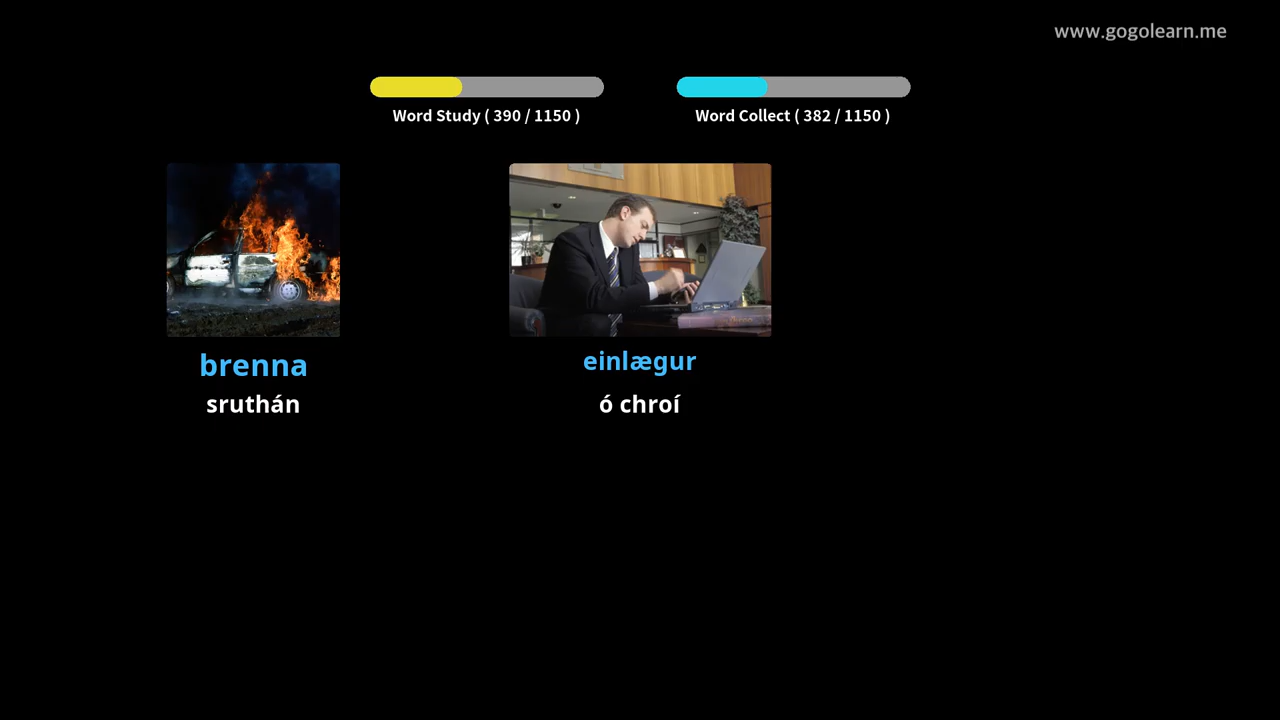 www.gogolearn.me
Word Study ( 390 / 1150 )
Word Collect ( 382 / 1150 )
brenna
einlægur
sruthán
ó chroí